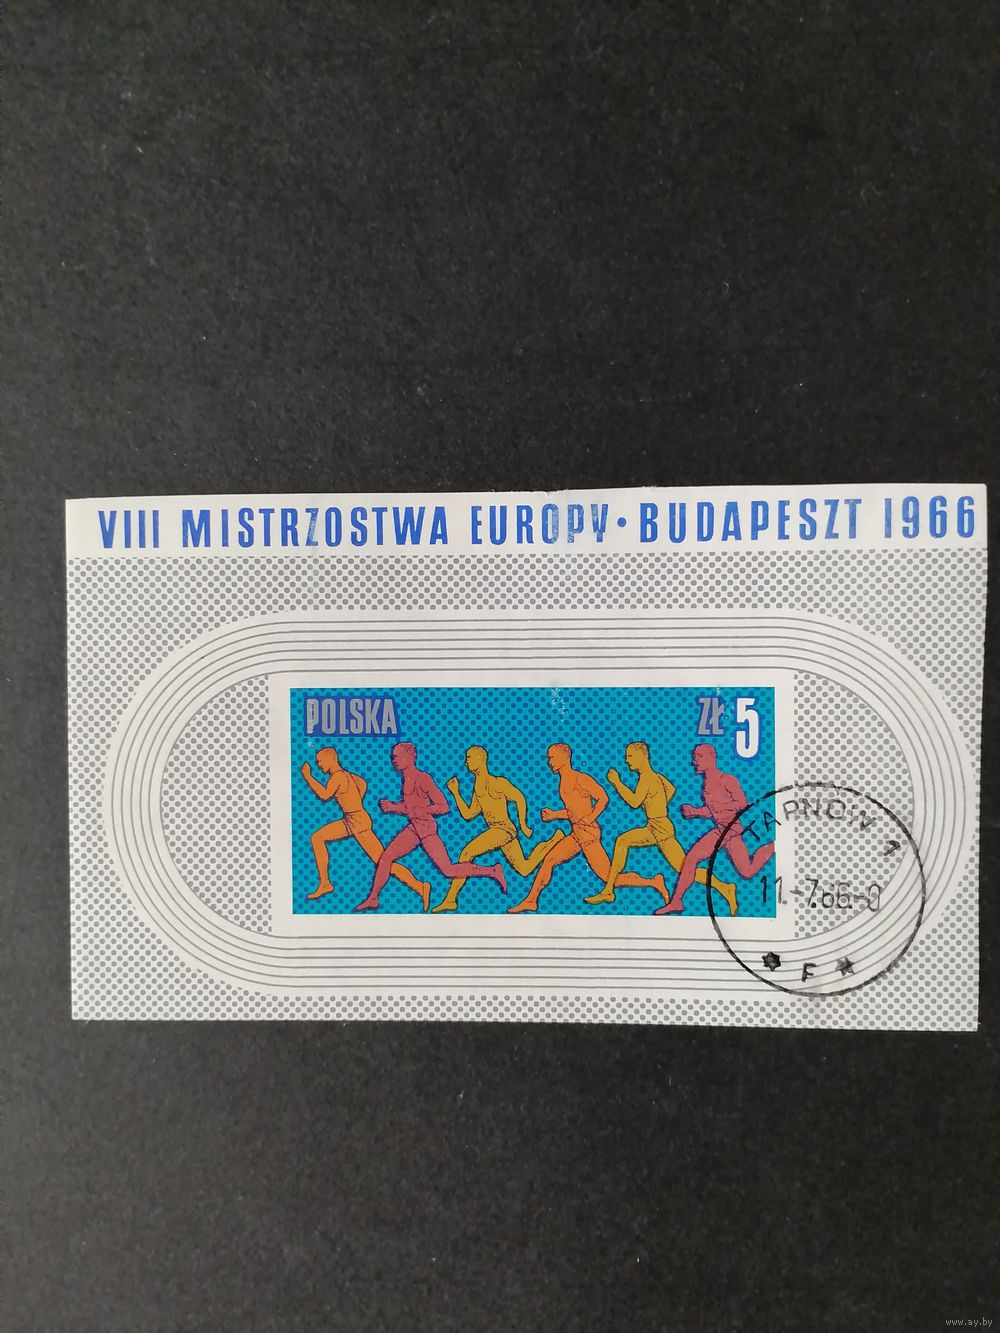 VIII MISTRZOSTWA EUROPY · BUDAPESZT 1966
POLSKA ZŁ 5
TARNÓW 1
11.-7.66.-0
* F *
www.ay.by